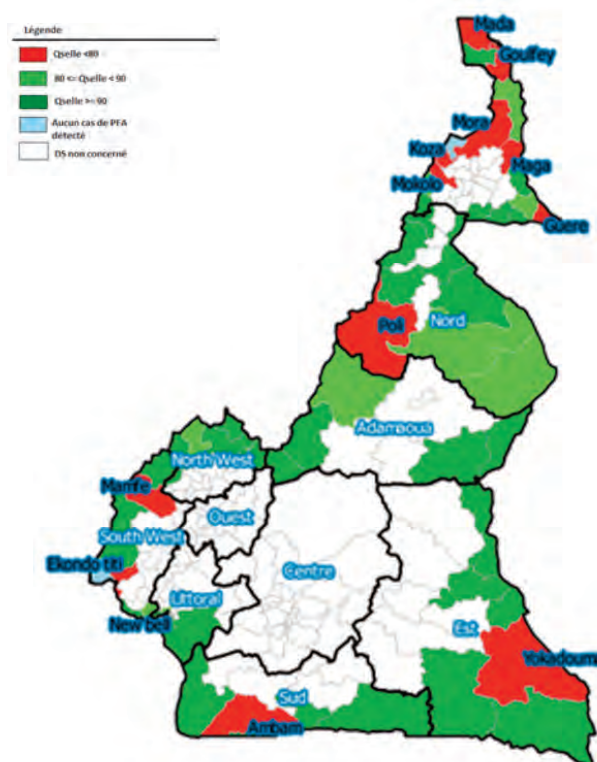 Légende
Qselle <80
80 <= Qselle < 90
Qselle >= 90
Aucun cas de PFA
détecté
DS non concerné
Mada
Goulfey
Mora
Koza
Maga
Mokolo
Guere
Poli
Nord
Adamaoua
North West
Mamfe
Ouest
South West
Ekondo titi
Centre
Littoral
New bell
Est
Yokadoum
Sud
Ambam